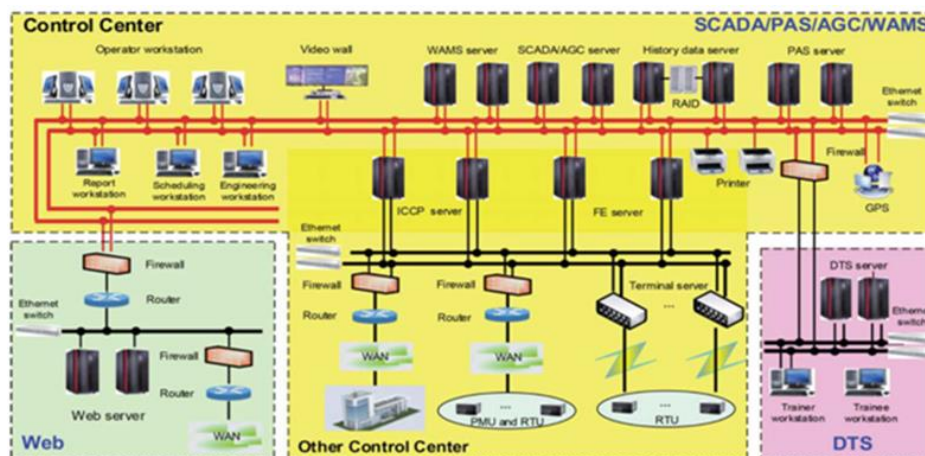 Control Center
SCADA/PAS/AGC/WAMS
Operator workstation
Video wall
WAMS server
SCADA/AGC server
History data server
PAS server
RAID
Ethernet
switch
Report
workstation
Scheduling
workstation
Engineering
workstation
ICCP server
FE server
Printer
Firewall
GPS
Ethernet
switch
Firewall
Router
Ethernet
switch
Firewall
Router
Web server
WAN
Web
Firewall
Router
WAN
Firewall
Router
WAN
Terminal server
...
...
PMU and RTU
...
RTU
Other Control Center
DTS server
Ethernet
switch
Trainer
workstation
Trainee
workstation
DTS